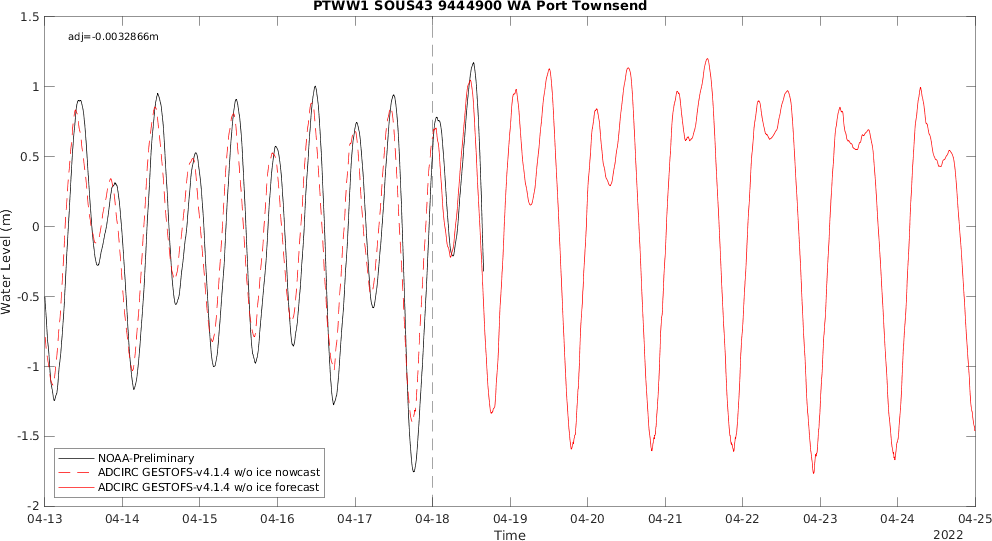 PTWW1 SOUS43 9444900 WA Port Townsend
adj=-0.0032866m
Water Level (m)
1.5
1
0.5
0
-0.5
-1
-1.5
-2
NOAA-Preliminary
ADCIRC GESTOFS-v4.1.4 w/o ice nowcast
ADCIRC GESTOFS-v4.1.4 w/o ice forecast
04-13 04-14 04-15 04-16 04-17 04-18 04-19 04-20 04-21 04-22 04-23 04-24 04-25
Time
2022